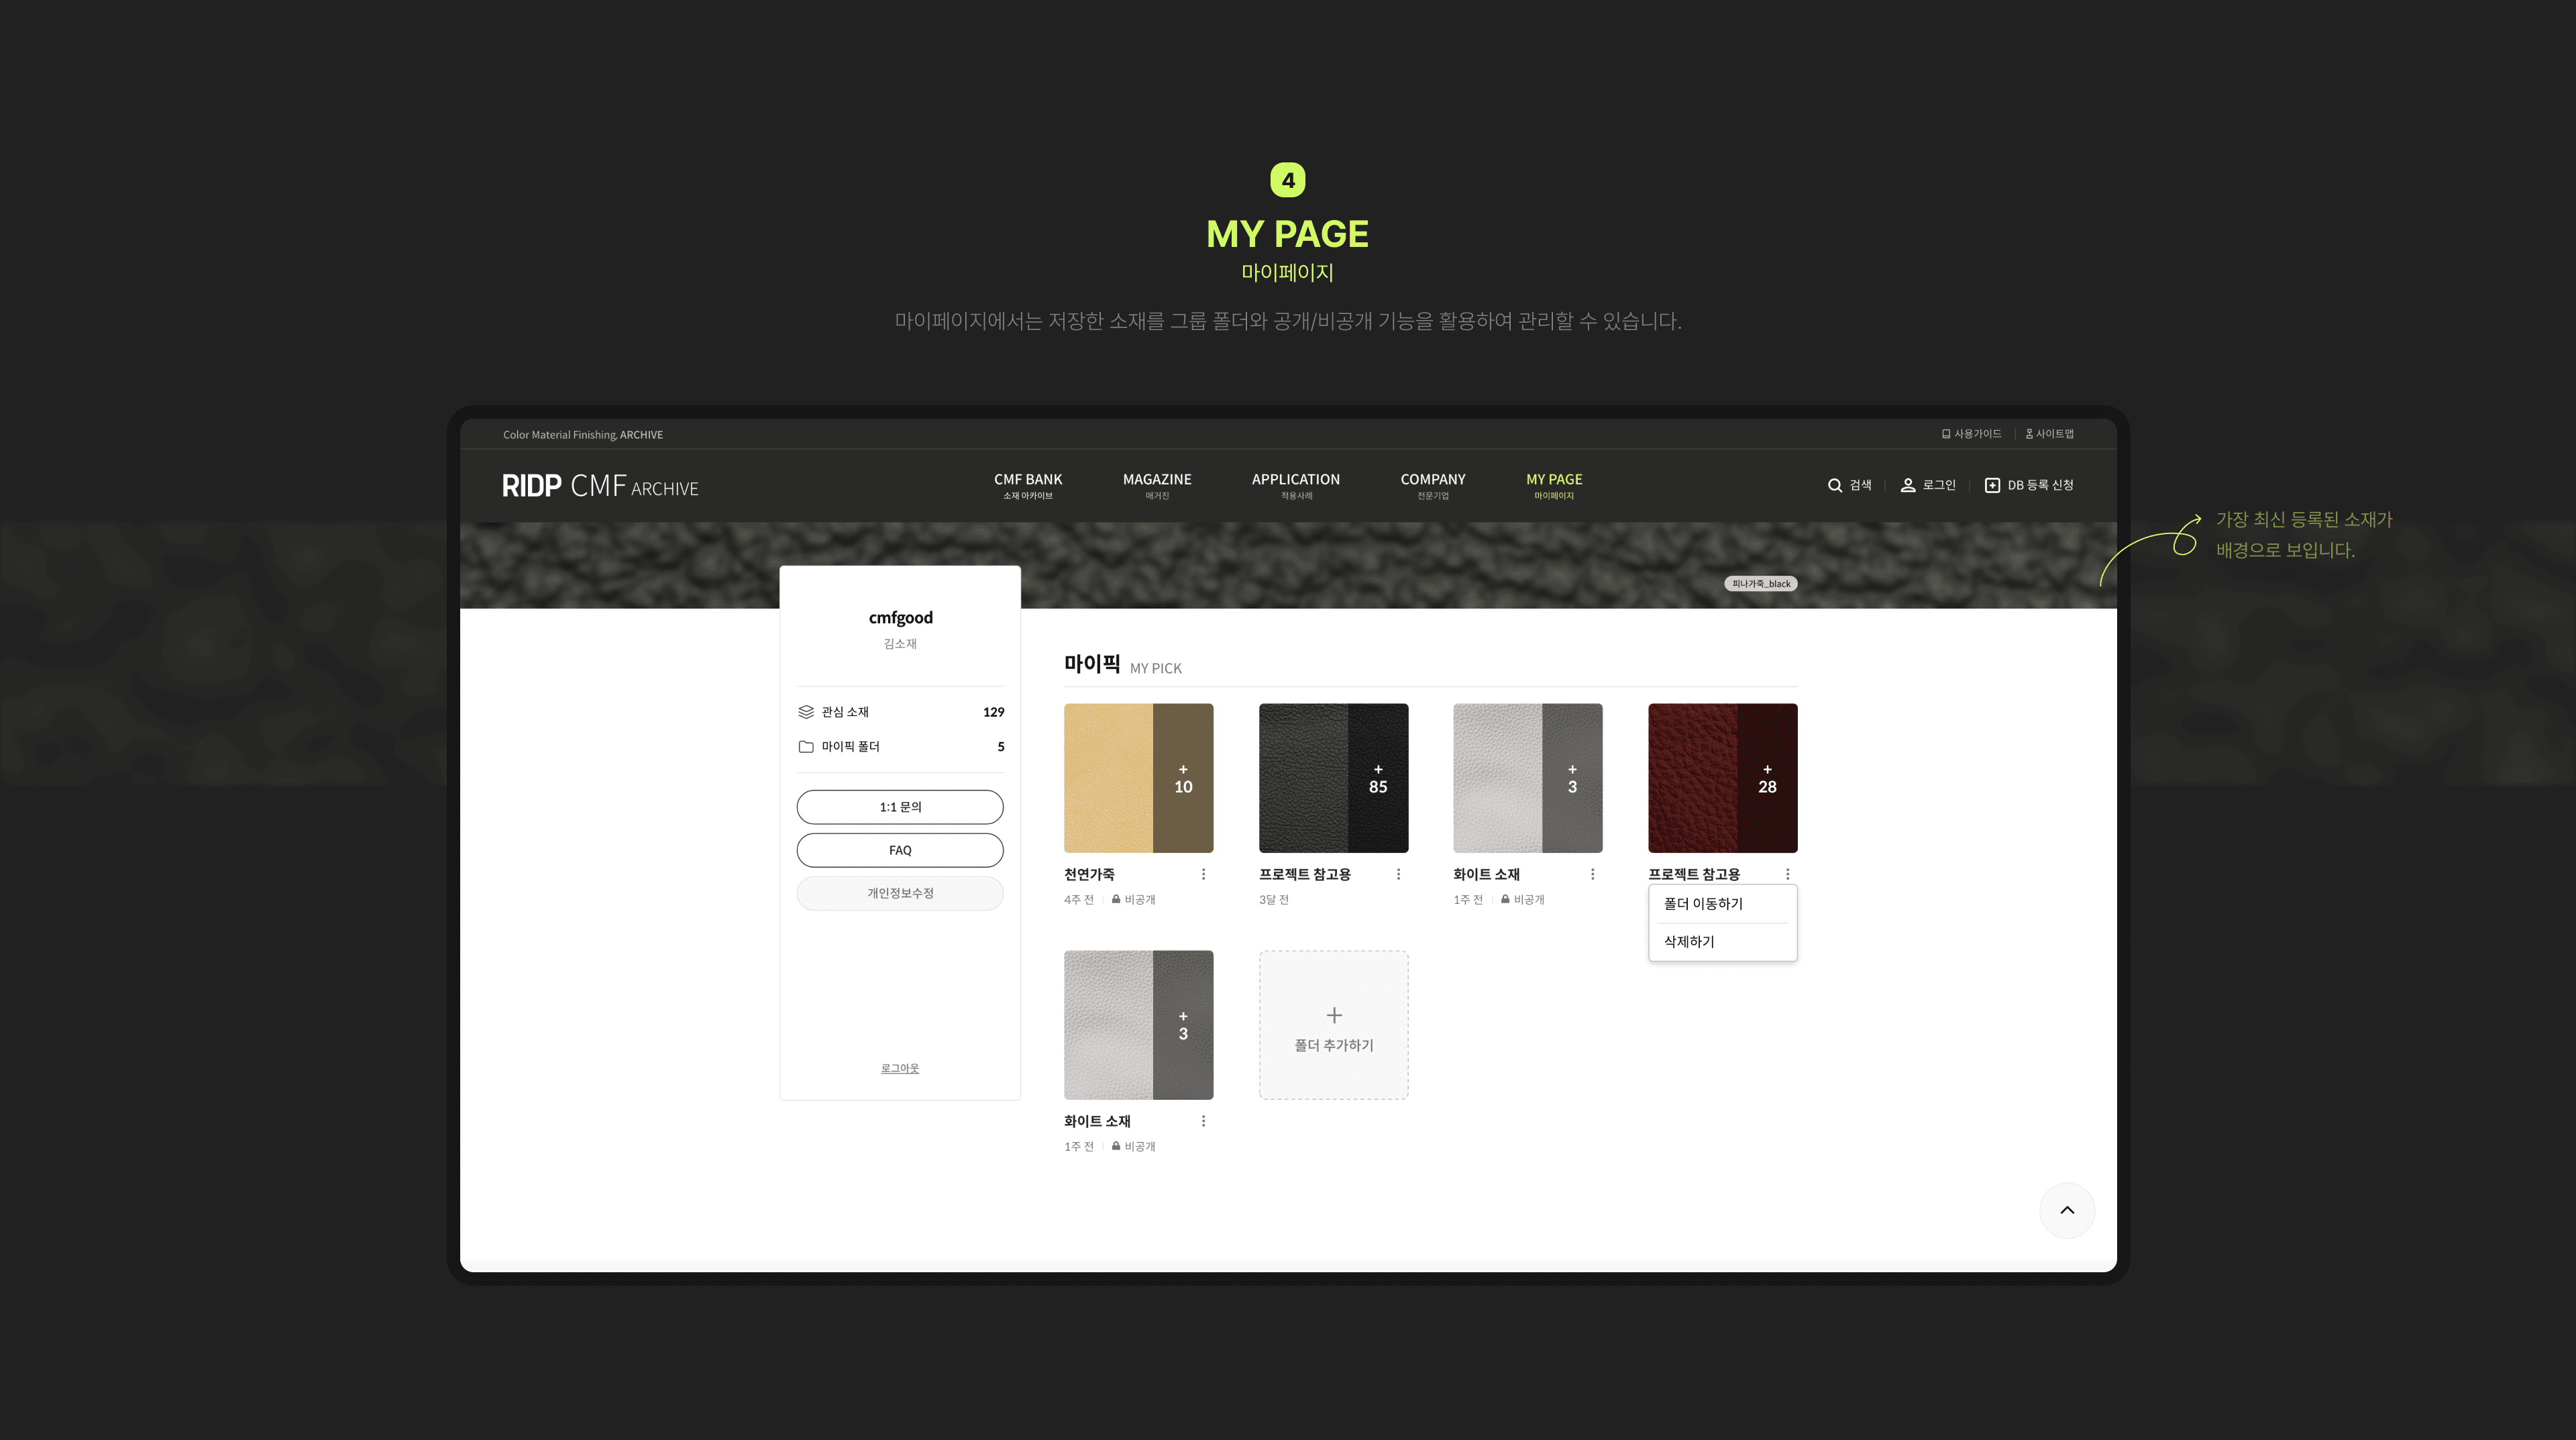 4
MY PAGE
마이페이지
마이페이지에서는 저장한 소재를 그룹 폴더와 공개/비공개 기능을 활용하여 관리할 수 있습니다.
Color Material Finishing. ARCHIVE
사용가이드
사이트맵
RIDP CMF ARCHIVE
CMF BANK
소재 아카이브
MAGAZINE
매거진
APPLICATION
적용사례
COMPANY
전문기업
MY PAGE
마이페이지
검색
로그인
DB 등록 신청
가장 최신 등록된 소재가
배경으로 보입니다.
피나가죽_black
cmfgood
김소재
관심 소재 129
마이픽 폴더 5
1:1 문의
FAQ
개인정보수정
로그아웃
마이픽 MY PICK
+
10
천연가죽
4주 전 비공개
+
85
프로젝트 참고용
3달 전
+
3
화이트 소재
1주 전 비공개
+
28
프로젝트 참고용
폴더 이동하기
삭제하기
+
3
화이트 소재
1주 전 비공개
폴더 추가하기